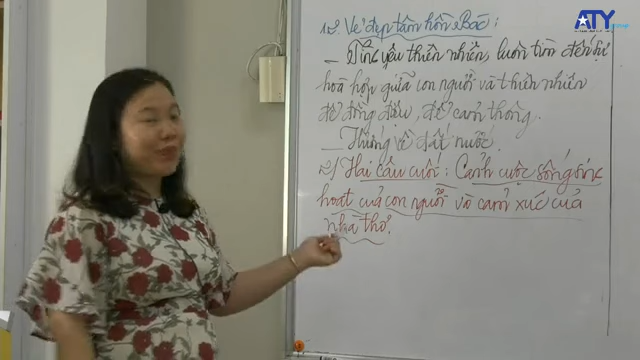 ATY
1. Vẻ đẹp tâm hồn Bác:
_ Tình yêu thiên nhiên, luôn tìm đến sự
hoà hợp giữa con người và thiên nhiên
để đồng điệu, để cảm thông.
_ Hướng về đất nước.
2/ Hai câu cuối: Cảnh cuộc sống sinh
hoạt của con người và cảm xúc của
nhà thơ.